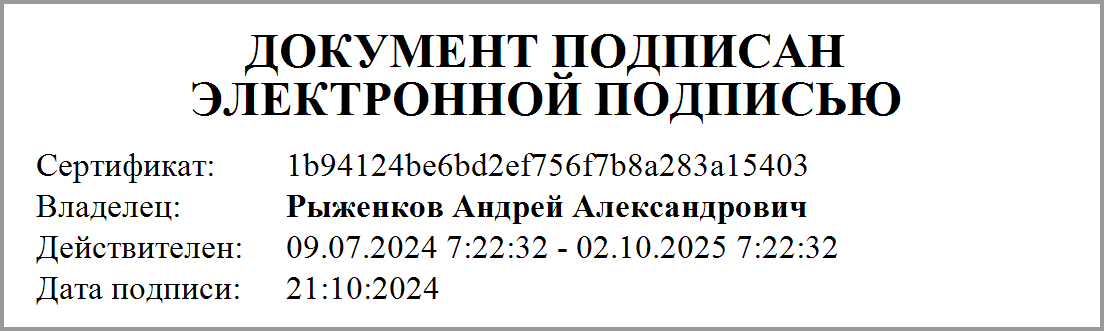 ДОКУМЕНТ ПОДПИСАН
ЭЛЕКТРОННОЙ ПОДПИСЬЮ
Сертификат: 1b94124be6bd2ef756f7b8a283a15403
Владелец: Рыженков Андрей Александрович
Действителен: 09.07.2024 7:22:32 - 02.10.2025 7:22:32
Дата подписи: 21:10:2024